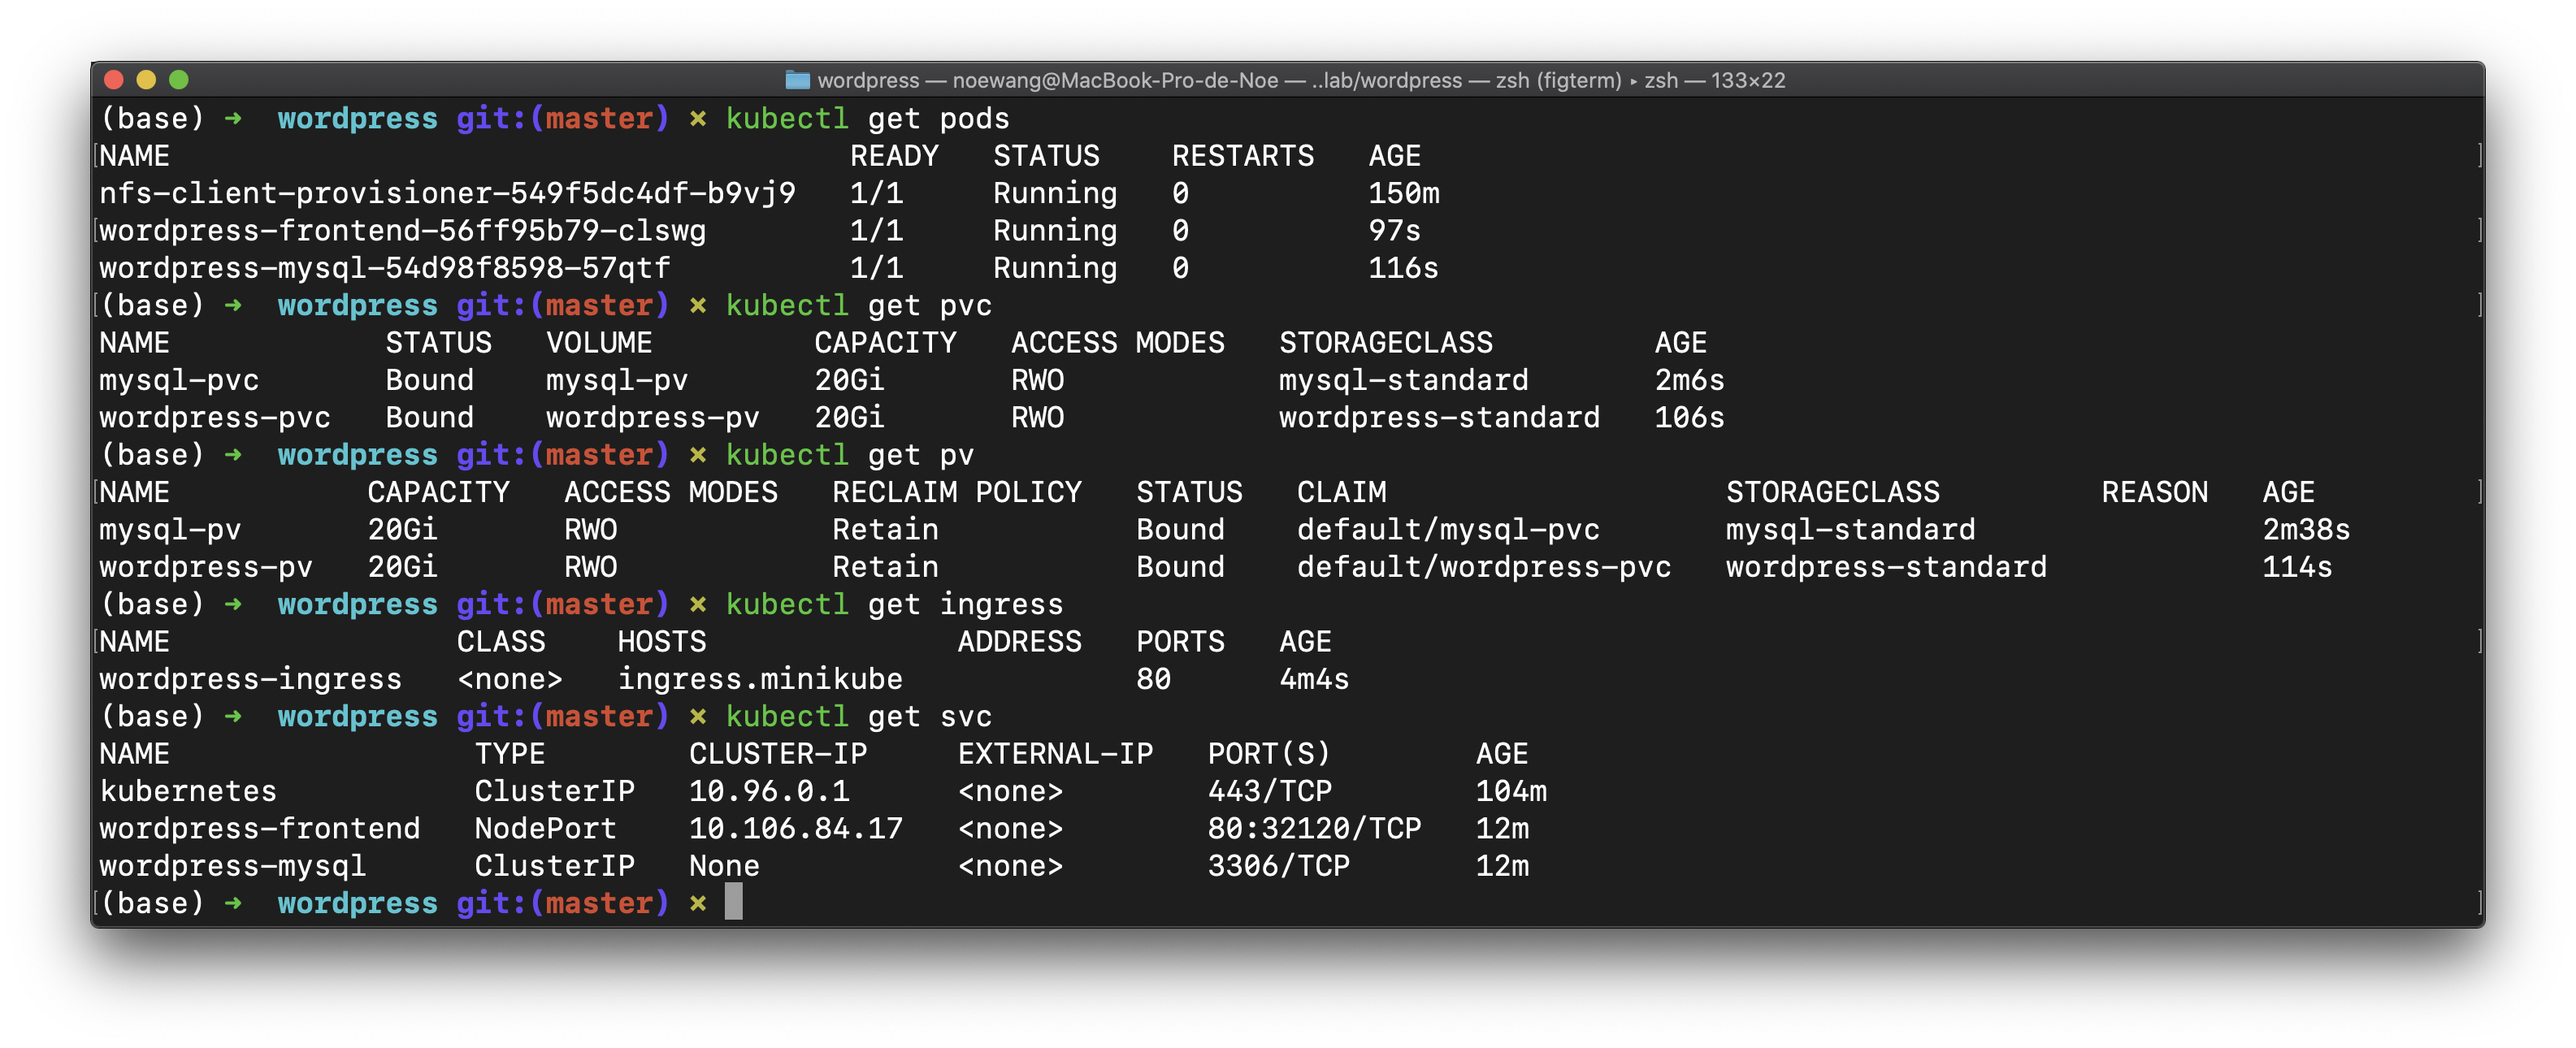 wordpress — noewang@MacBook-Pro-de-Noe — ..lab/wordpress — zsh (figterm) ▸ zsh — 133×22
(base) ➜  wordpress git:(master) ✗ kubectl get pods
NAME                                      READY   STATUS    RESTARTS   AGE
nfs-client-provisioner-549f5dc4df-b9vj9   1/1     Running   0          150m
wordpress-frontend-56ff95b79-clswg        1/1     Running   0          97s
wordpress-mysql-54d98f8598-57qtf          1/1     Running   0          116s
(base) ➜  wordpress git:(master) ✗ kubectl get pvc
NAME            STATUS   VOLUME         CAPACITY   ACCESS MODES   STORAGECLASS         AGE
mysql-pvc       Bound    mysql-pv       20Gi       RWO            mysql-standard       2m6s
wordpress-pvc   Bound    wordpress-pv   20Gi       RWO            wordpress-standard   106s
(base) ➜  wordpress git:(master) ✗ kubectl get pv
NAME           CAPACITY   ACCESS MODES   RECLAIM POLICY   STATUS   CLAIM                   STORAGECLASS         REASON   AGE
mysql-pv       20Gi       RWO            Retain           Bound    default/mysql-pvc       mysql-standard                2m38s
wordpress-pv   20Gi       RWO            Retain           Bound    default/wordpress-pvc   wordpress-standard            114s
(base) ➜  wordpress git:(master) ✗ kubectl get ingress
NAME                CLASS    HOSTS              ADDRESS   PORTS   AGE
wordpress-ingress   <none>   ingress.minikube             80      4m4s
(base) ➜  wordpress git:(master) ✗ kubectl get svc
NAME                 TYPE        CLUSTER-IP     EXTERNAL-IP   PORT(S)        AGE
kubernetes           ClusterIP   10.96.0.1      <none>        443/TCP        104m
wordpress-frontend   NodePort    10.106.84.17   <none>        80:32120/TCP   12m
wordpress-mysql      ClusterIP   None           <none>        3306/TCP       12m
(base) ➜  wordpress git:(master) ✗